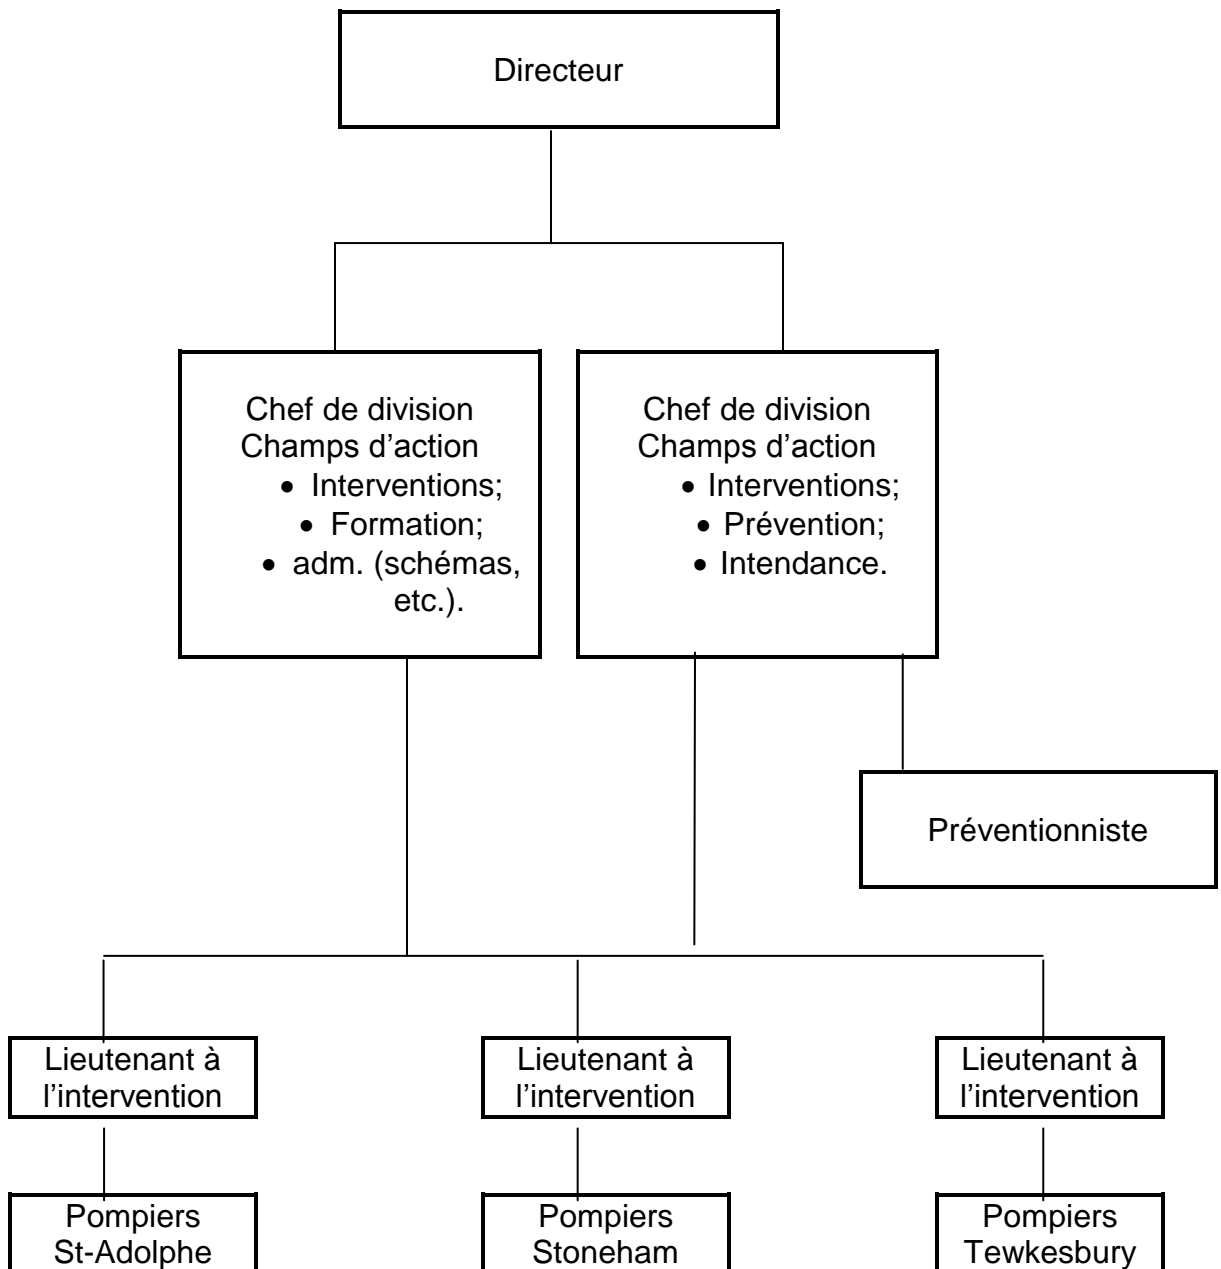 Directeur
Chef de division
Champs d’action
• Interventions;
• Formation;
• adm. (schémas,
etc.).
Chef de division
Champs d’action
• Interventions;
• Prévention;
• Intendance.
Préventionniste
Lieutenant à
l’intervention
Lieutenant à
l’intervention
Lieutenant à
l’intervention
Pompiers
St-Adolphe
Pompiers
Stoneham
Pompiers
Tewkesbury